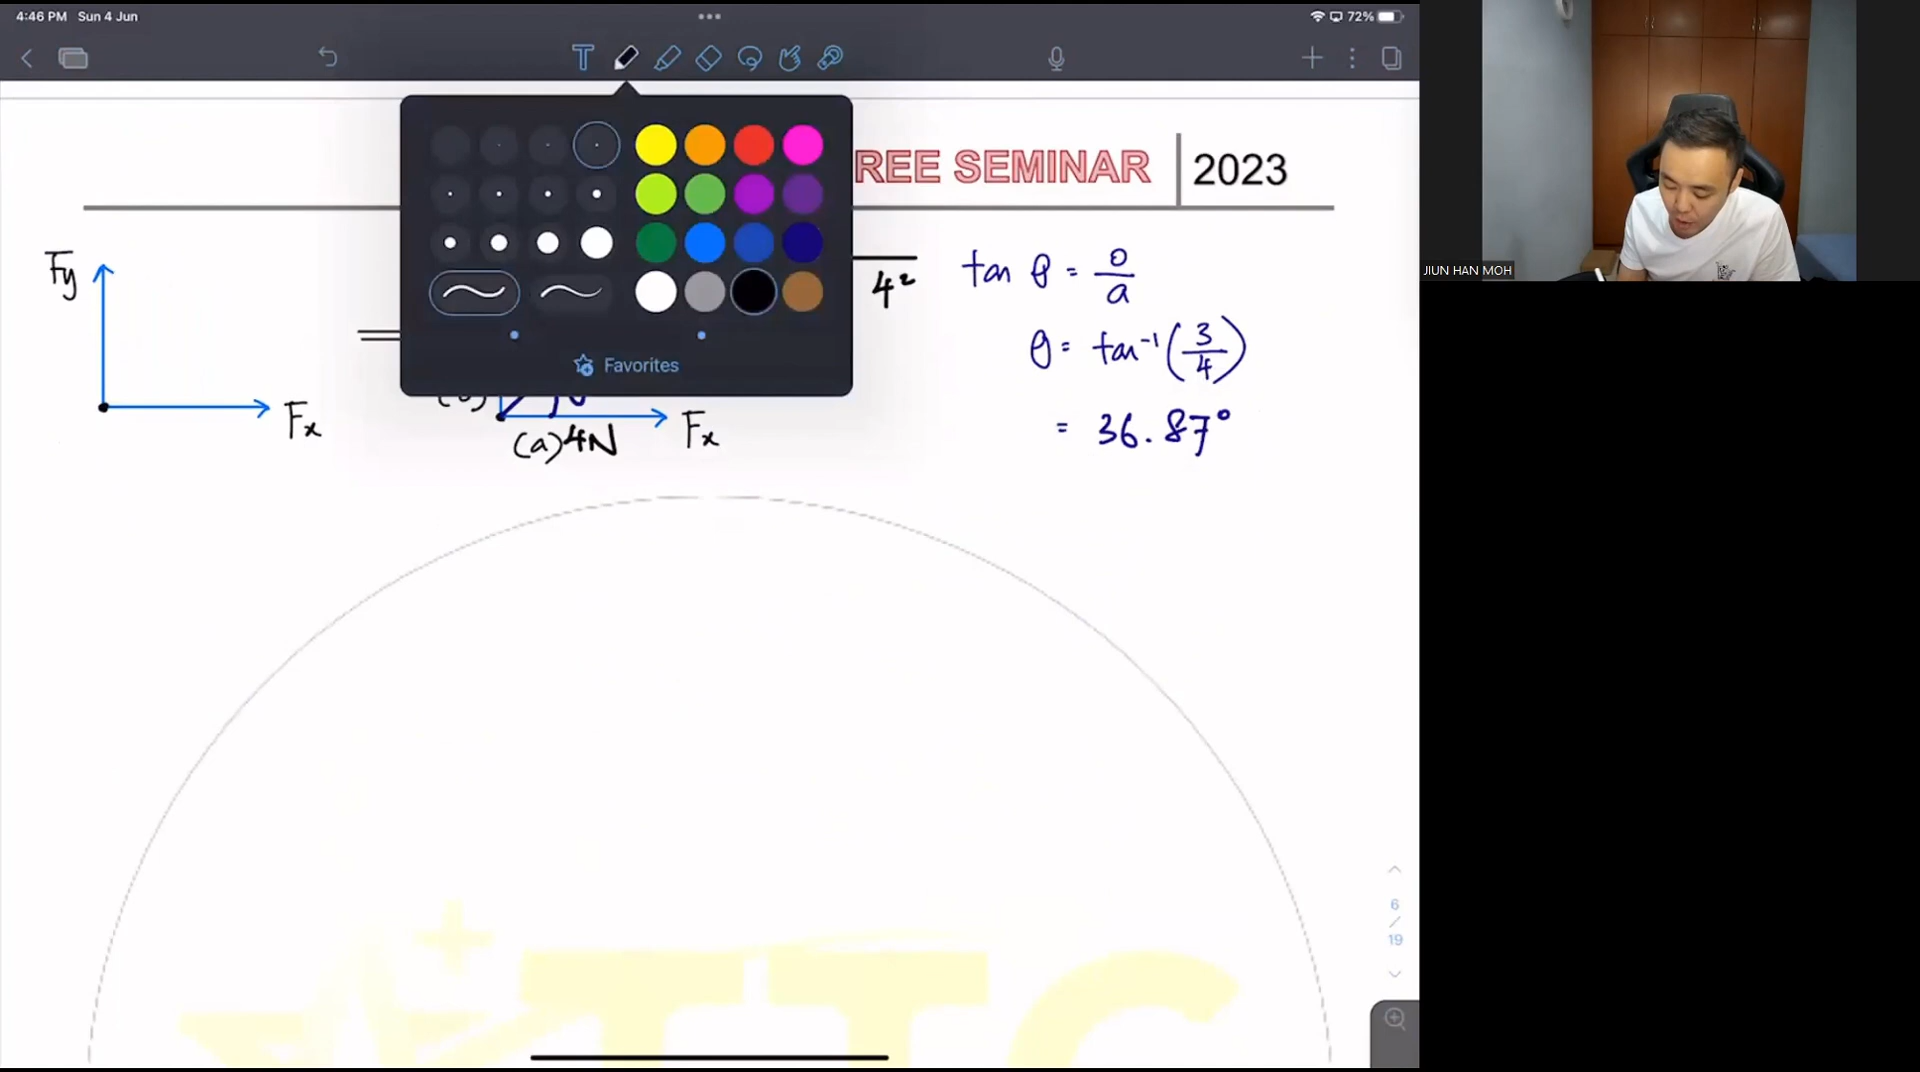 4:46 PM Sun 4 Jun
72%
T
REE SEMINAR
2023
Fy
Fx
4²
tan θ = o/a
θ = tan⁻¹(3/4)
= 36.87°
Favorites
(a)4N
Fx
JIUN HAN MOH
6
/
19
TTC